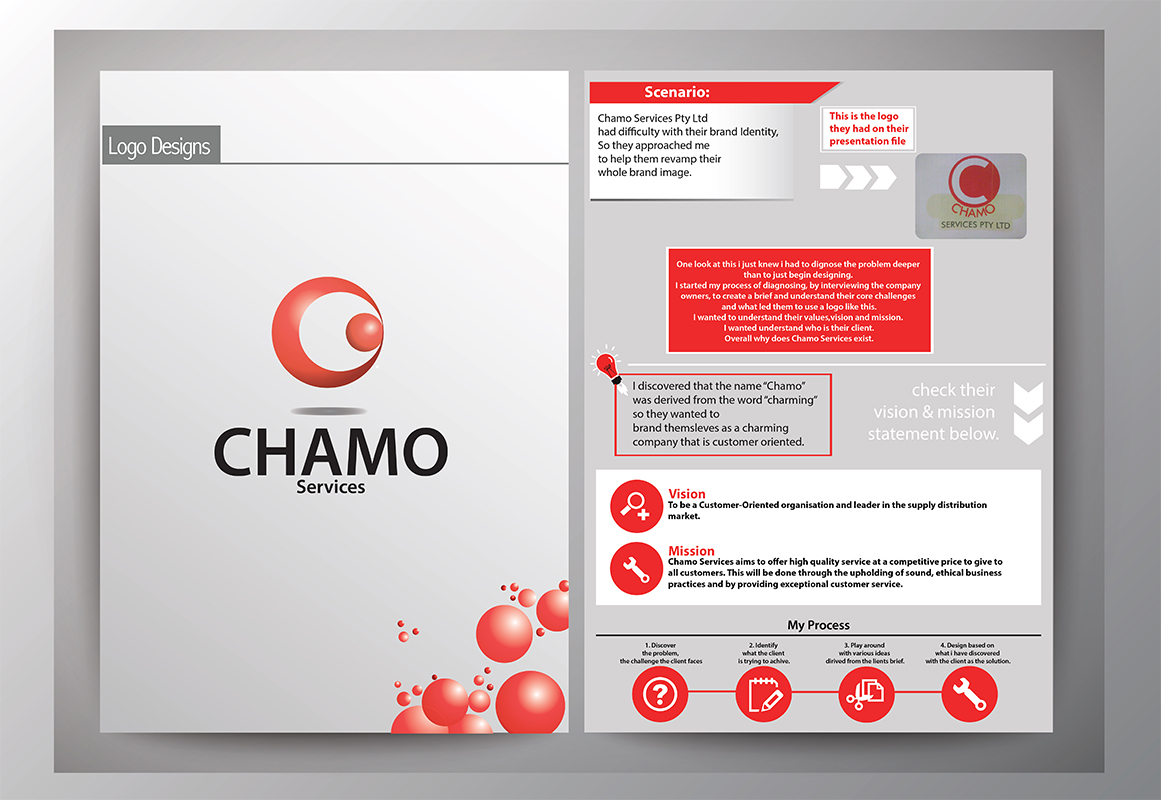 Logo Designs
CHAMO
Services
Scenario:
Chamo Services Pty Ltd
had difficulty with their brand Identity,
So they approached me
to help them revamp their
whole brand image.
This is the logo
they had on their
presentation file
CHAMO
SERVICES PTY LTD
One look at this i just knew i had to dignose the problem deeper
than to just begin designing.
I started my process of diagnosing, by interviewing the company
owners, to create a brief and understand their core challenges
and what led them to use a logo like this.
I wanted to understand their values,vision and mission.
I wanted understand who is their client.
Overall why does Chamo Services exist.
I discovered that the name “Chamo”
was derived from the word “charming”
so they wanted to
brand themsleves as a charming
company that is customer oriented.
check their
vision & mission
statement below.
Vision
To be a Customer-Oriented organisation and leader in the supply distribution
market.
Mission
Chamo Services aims to offer high quality service at a competitive price to give to
all customers. This will be done through the upholding of sound, ethical business
practices and by providing exceptional customer service.
My Process
1. Discover
the problem,
the challenge the client faces
2. Identify
what the client
is trying to achive.
3. Play around
with various ideas
dirived from the lients brief.
4. Design based on
what i have discovered
with the client as the solution.